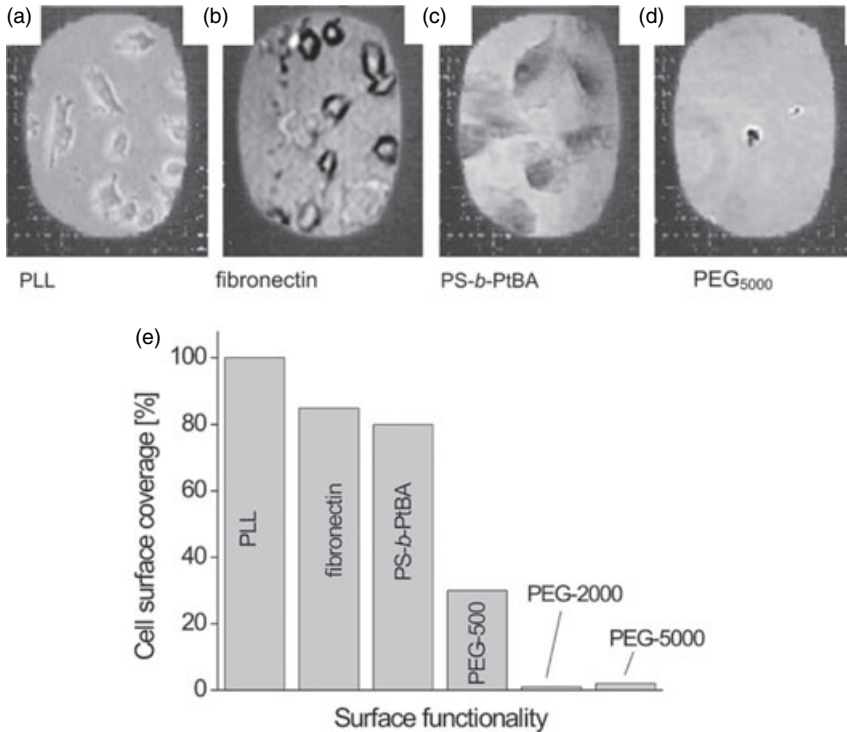 (a) (b) (c) (d)
PLL fibronectin PS-b-PtBA PEG5000
(e)
Cell surface coverage [%]
100
80
60
40
20
0
PLL
fibronectin
PS-b-PtBA
PEG-500
PEG-2000
PEG-5000
Surface functionality